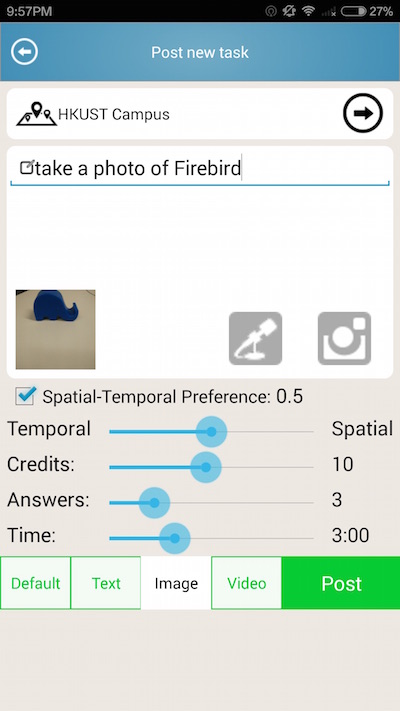 9:57PM 27%
Post new task
HKUST Campus
take a photo of Firebird
Spatial-Temporal Preference: 0.5
Temporal Spatial
Credits: 10
Answers: 3
Time: 3:00
Default Text Image Video Post